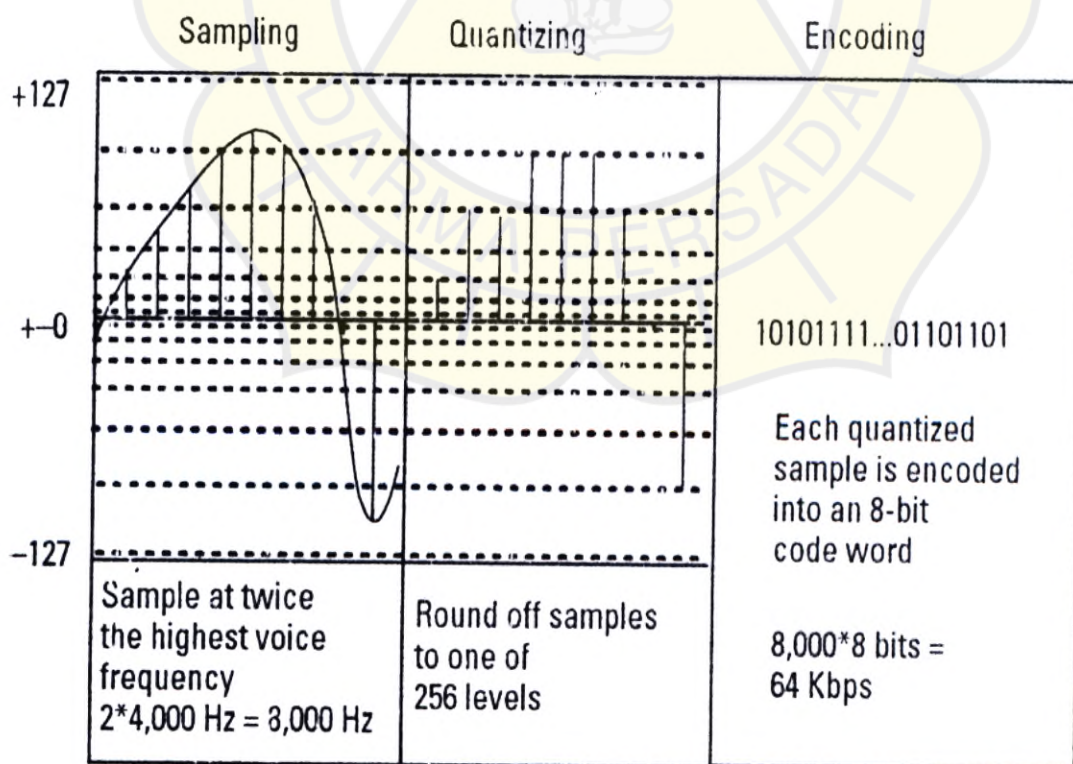 Sampling
Quantizing
Encoding
+127
+–0
–127
DARMA PERSADA
10101111...01101101
Each quantized
sample is encoded
into an 8-bit
code word
8,000*8 bits =
64 Kbps
Sample at twice
the highest voice
frequency
2*4,000 Hz = 8,000 Hz
Round off samples
to one of
256 levels